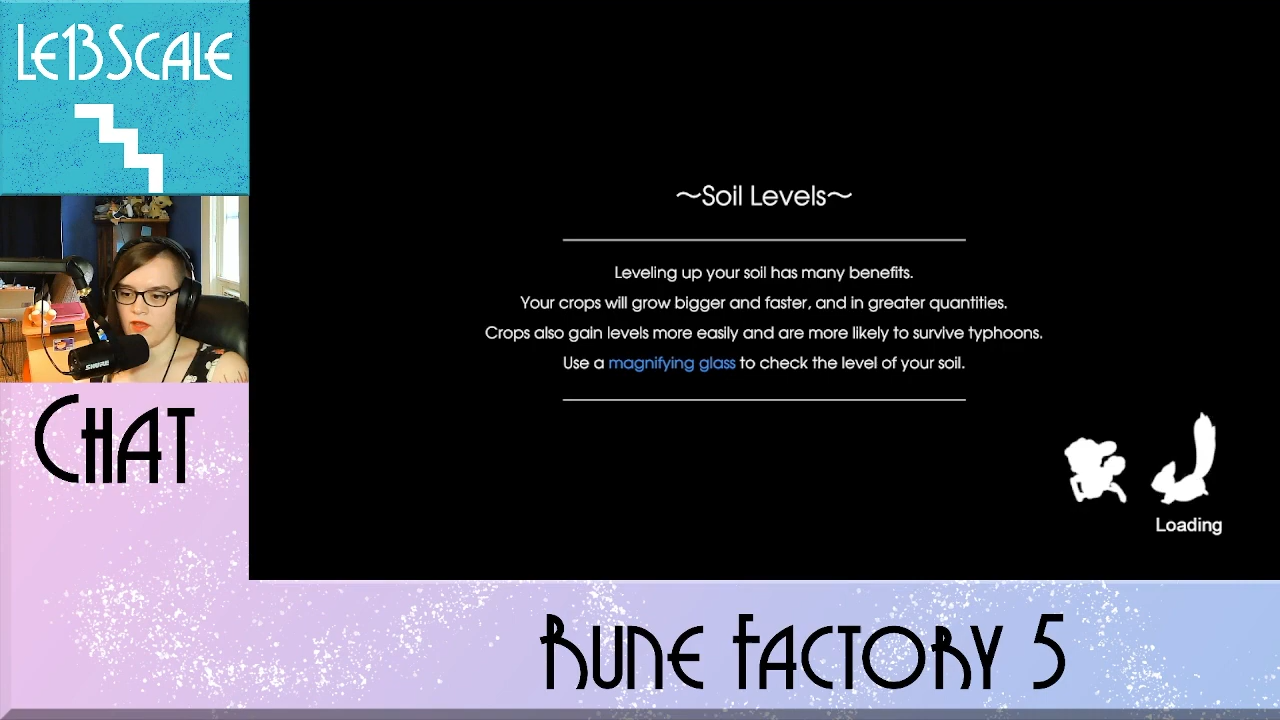 Le13Scale
~Soil Levels~
Leveling up your soil has many benefits.
Your crops will grow bigger and faster, and in greater quantities.
Crops also gain levels more easily and are more likely to survive typhoons.
Use a magnifying glass to check the level of your soil.
SHURE
Chat
Loading
Rune Factory 5